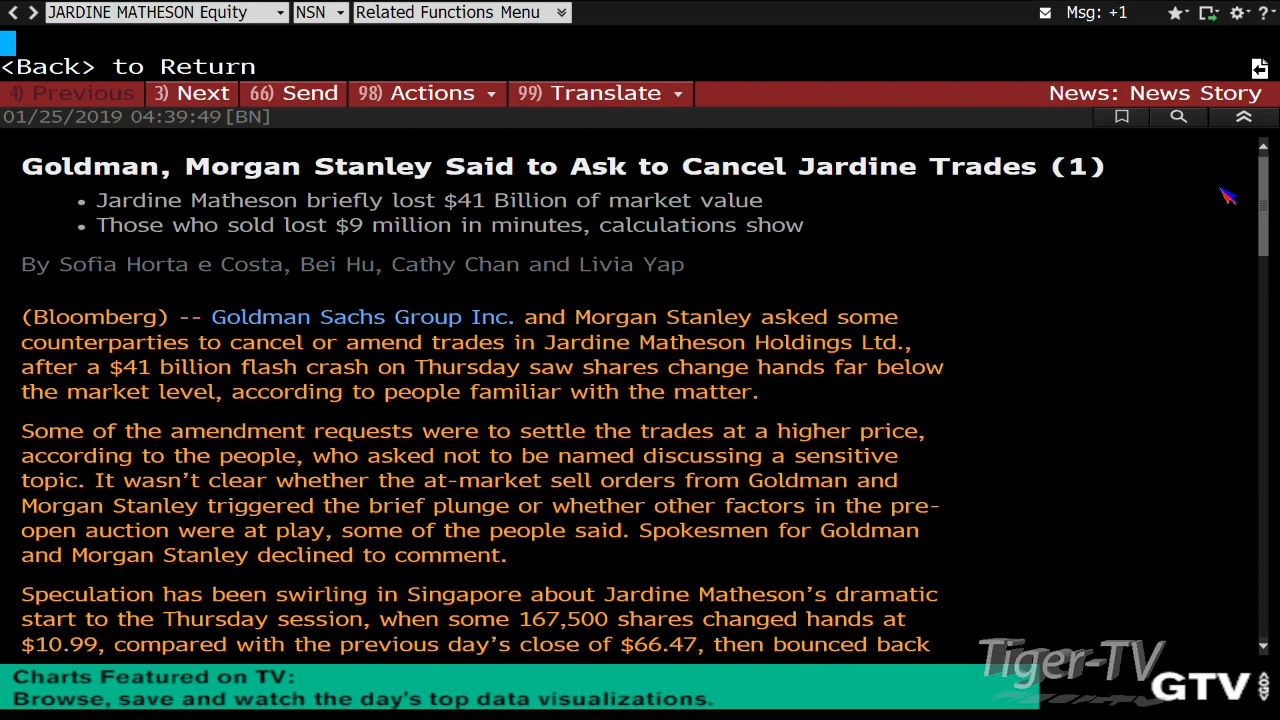 JARDINE MATHESON Equity NSN Related Functions Menu Msg: +1
<Back> to Return
4) Previous 3) Next 66) Send 98) Actions 99) Translate News: News Story
01/25/2019 04:39:49[BN]
Goldman, Morgan Stanley Said to Ask to Cancel Jardine Trades (1)
• Jardine Matheson briefly lost $41 Billion of market value
• Those who sold lost $9 million in minutes, calculations show
By Sofia Horta e Costa, Bei Hu, Cathy Chan and Livia Yap
(Bloomberg) -- Goldman Sachs Group Inc. and Morgan Stanley asked some
counterparties to cancel or amend trades in Jardine Matheson Holdings Ltd.,
after a $41 billion flash crash on Thursday saw shares change hands far below
the market level, according to people familiar with the matter.
Some of the amendment requests were to settle the trades at a higher price,
according to the people, who asked not to be named discussing a sensitive
topic. It wasn't clear whether the at-market sell orders from Goldman and
Morgan Stanley triggered the brief plunge or whether other factors in the pre-
open auction were at play, some of the people said. Spokesmen for Goldman
and Morgan Stanley declined to comment.
Speculation has been swirling in Singapore about Jardine Matheson's dramatic
start to the Thursday session, when some 167,500 shares changed hands at
$10.99, compared with the previous day's close of $66.47, then bounced back
Tiger-TV
Charts Featured on TV:
Browse, save and watch the day's top data visualizations.
GTV